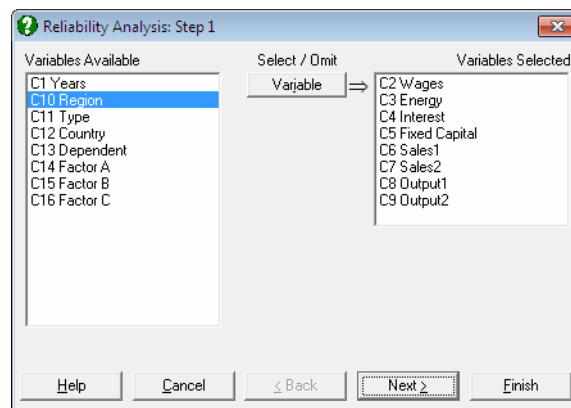 Reliability Analysis: Step 1
Variables Available
Select / Omit
Variables Selected
Variable
C1 Years
C10 Region
C11 Type
C12 Country
C13 Dependent
C14 Factor A
C15 Factor B
C16 Factor C
C2 Wages
C3 Energy
C4 Interest
C5 Fixed Capital
C6 Sales1
C7 Sales2
C8 Output1
C9 Output2
Help
Cancel
< Back
Next >
Finish